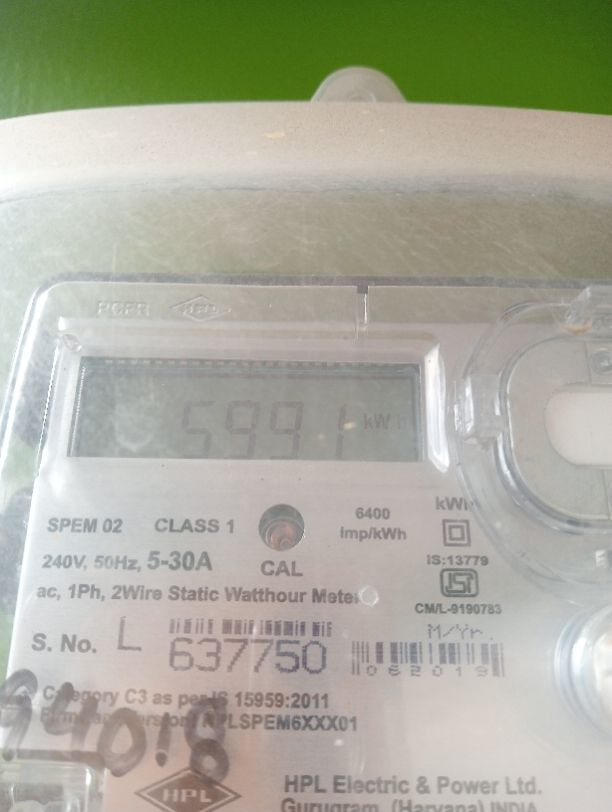 HPL
5991 kWh
SPEM 02 CLASS 1
6400
Imp/kWh
kWh
240V, 50Hz, 5-30A
CAL
IS:13779
ac, 1Ph, 2Wire Static Watthour Meter
CM/L-9190783
M/Yr.
S. No. L 637750
062019
Category C3 as per IS 15959:2011
HPL
HPL Electric & Power Ltd.
Gurugram, (Haryana) INDIA